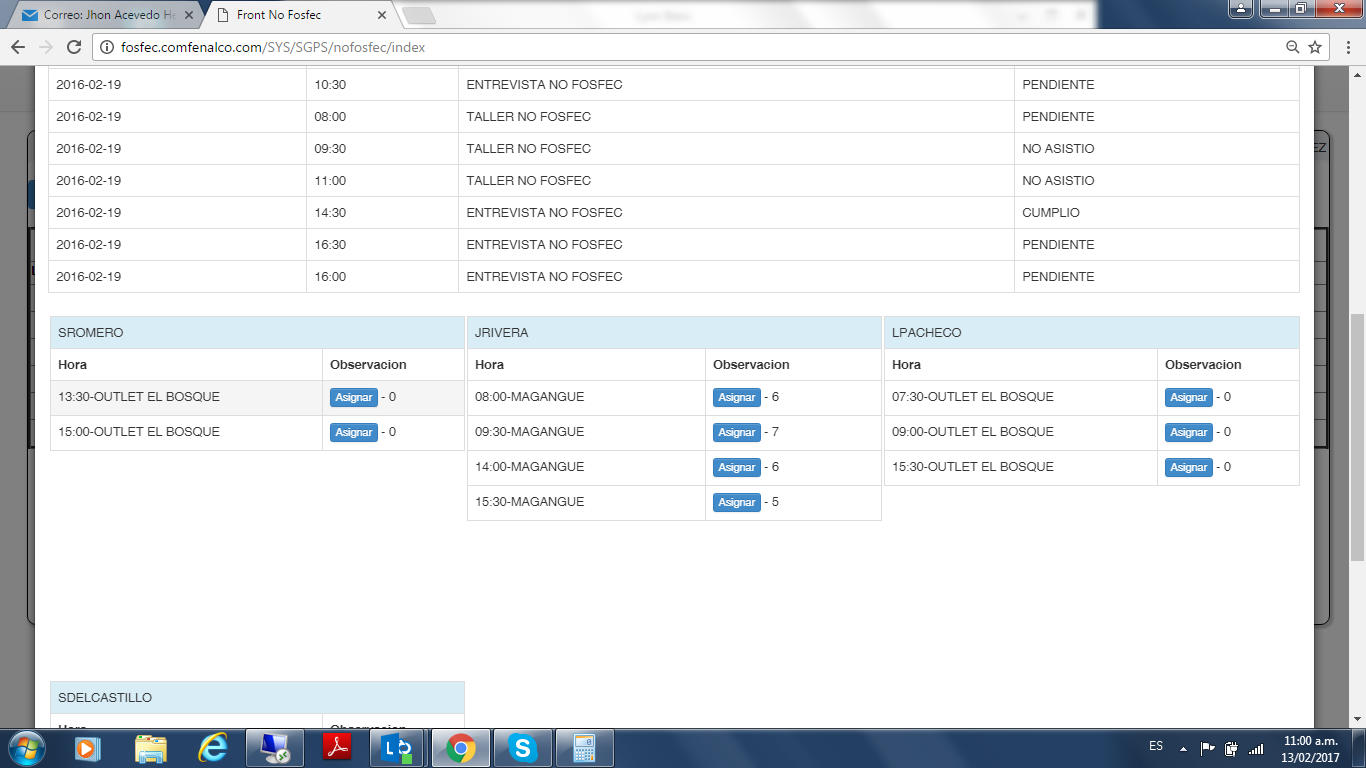 Correo: Jhon Acevedo He
Front No Fosfec
fosfec.comfenalco.com/SYS/SGPS/nofosfec/index
2016-02-19 10:30 ENTREVISTA NO FOSFEC PENDIENTE
2016-02-19 08:00 TALLER NO FOSFEC PENDIENTE
2016-02-19 09:30 TALLER NO FOSFEC NO ASISTIO
EZ
2016-02-19 11:00 TALLER NO FOSFEC NO ASISTIO
2016-02-19 14:30 ENTREVISTA NO FOSFEC CUMPLIO
2016-02-19 16:30 ENTREVISTA NO FOSFEC PENDIENTE
2016-02-19 16:00 ENTREVISTA NO FOSFEC PENDIENTE
SROMERO
Hora Observacion
13:30-OUTLET EL BOSQUE Asignar - 0
15:00-OUTLET EL BOSQUE Asignar - 0
JRIVERA
Hora Observacion
08:00-MAGANGUE Asignar - 6
09:30-MAGANGUE Asignar - 7
14:00-MAGANGUE Asignar - 6
15:30-MAGANGUE Asignar - 5
LPACHECO
Hora Observacion
07:30-OUTLET EL BOSQUE Asignar - 0
09:00-OUTLET EL BOSQUE Asignar - 0
15:30-OUTLET EL BOSQUE Asignar - 0
SDELCASTILLO
Hora Observacion
ES
11:00 a.m.
13/02/2017